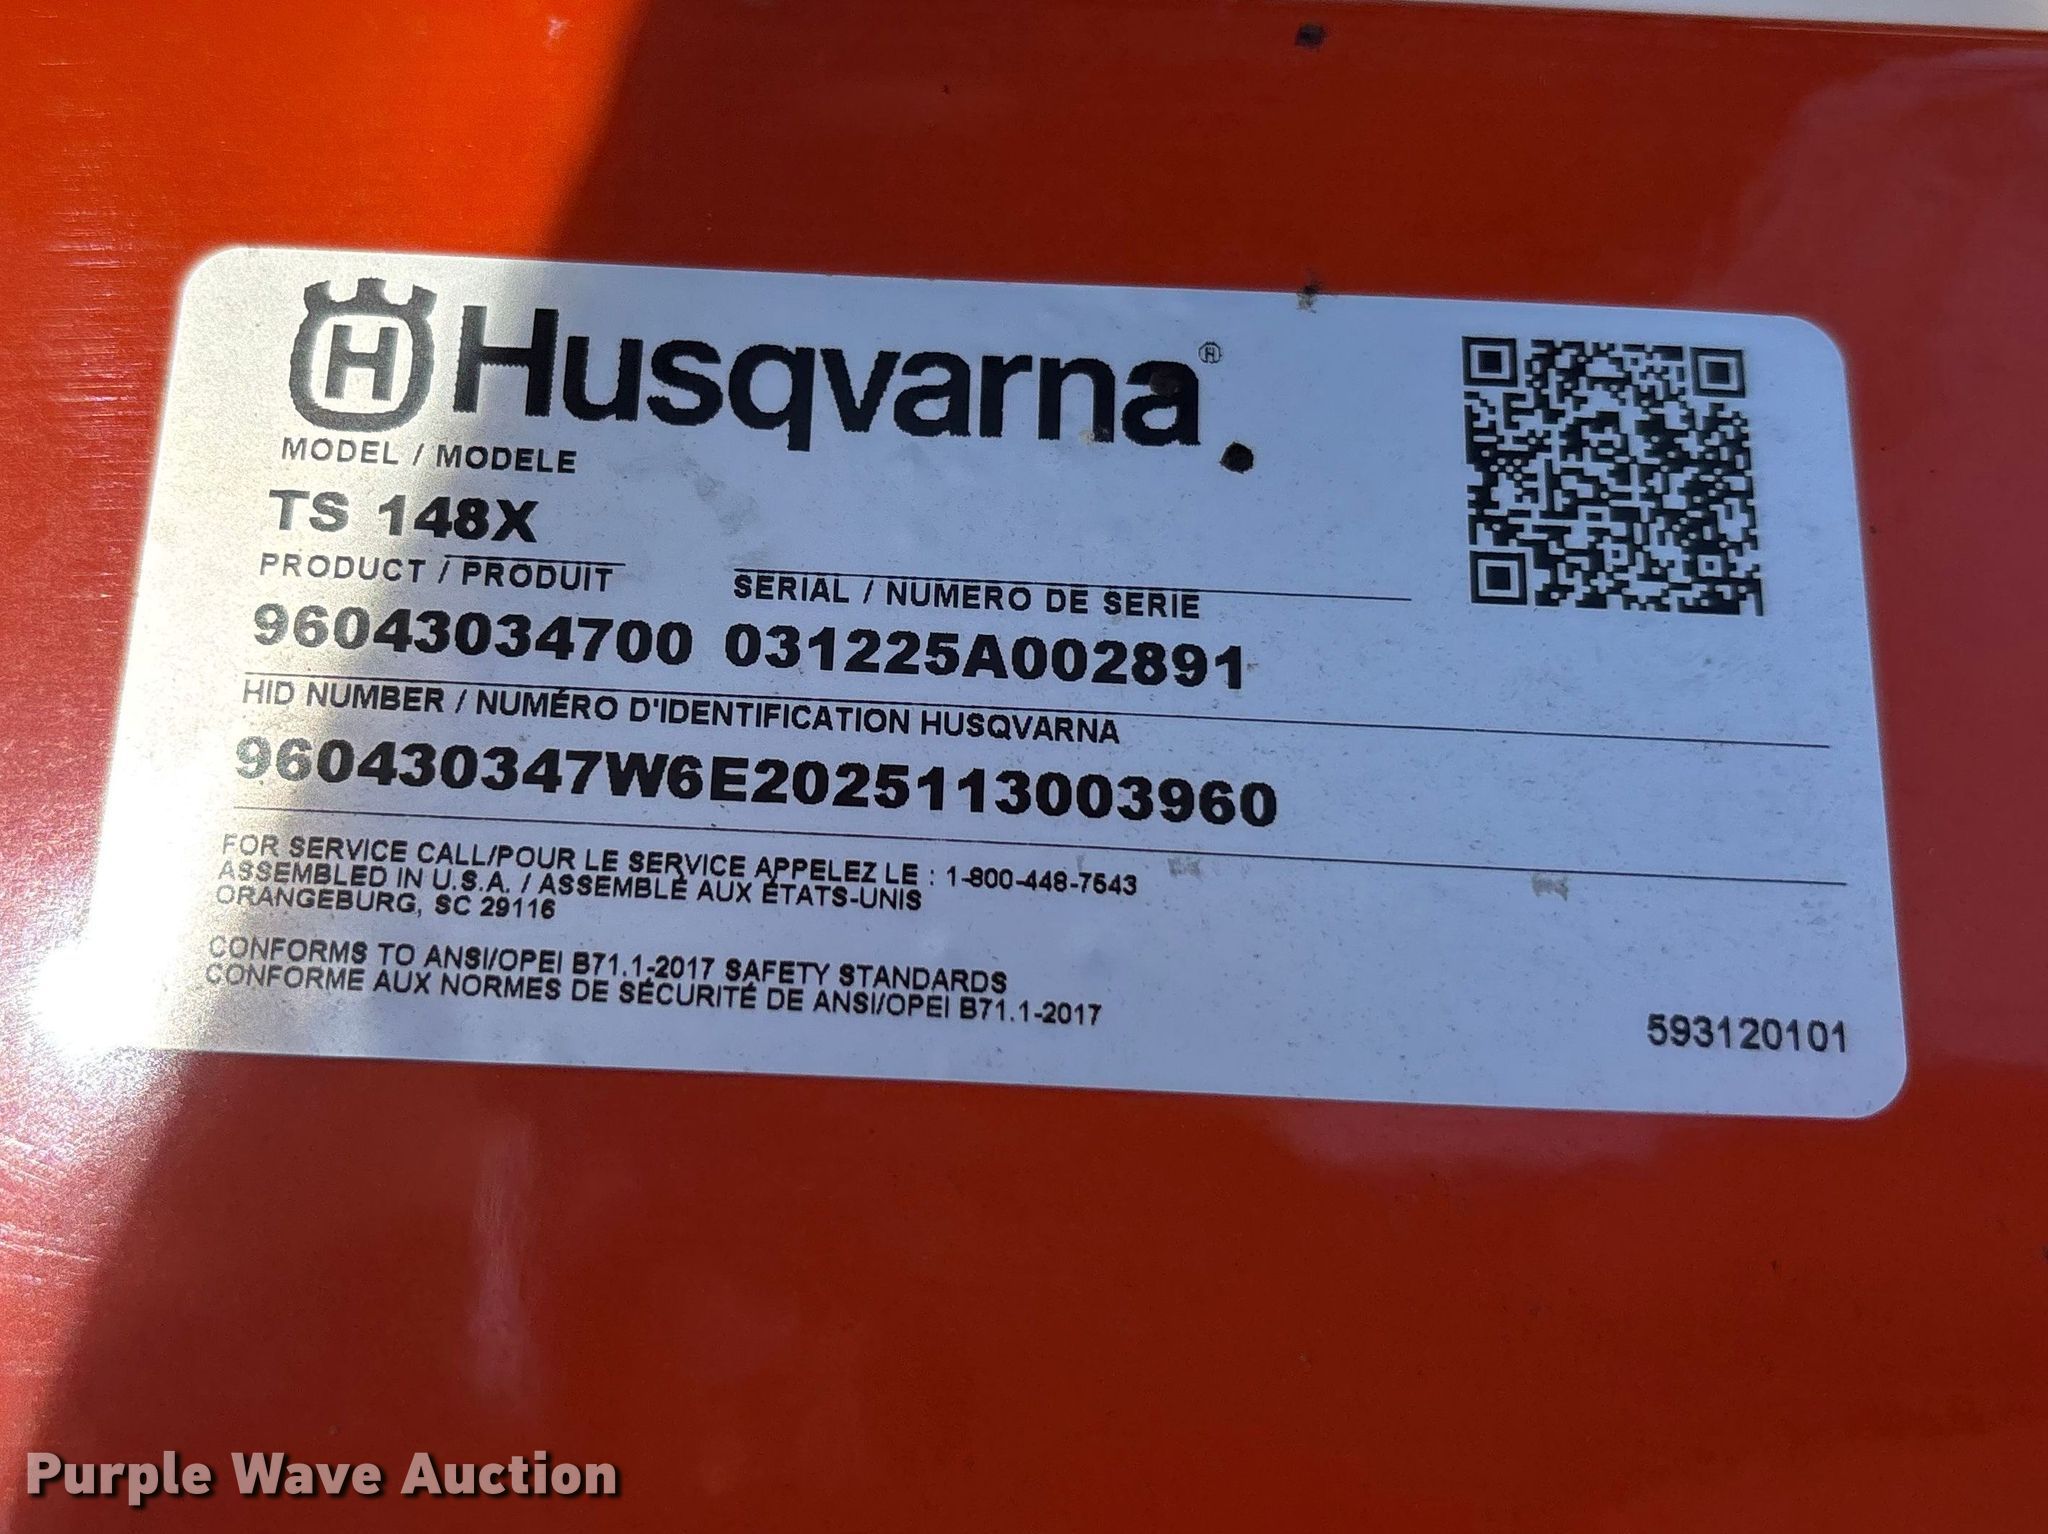 H Husqvarna®
MODEL / MODELE
TS 148X
PRODUCT / PRODUIT SERIAL / NUMERO DE SERIE
96043034700 031225A002891
HID NUMBER / NUMÉRO D'IDENTIFICATION HUSQVARNA
960430347W6E2025113003960
FOR SERVICE CALL/POUR LE SERVICE APPELEZ LE : 1-800-448-7543
ASSEMBLED IN U.S.A. / ASSEMBLÉ AUX ÉTATS-UNIS
ORANGEBURG, SC 29116
CONFORMS TO ANSI/OPEI B71.1-2017 SAFETY STANDARDS
CONFORME AUX NORMES DE SÉCURITÉ DE ANSI/OPEI B71.1-2017
593120101
Purple Wave Auction